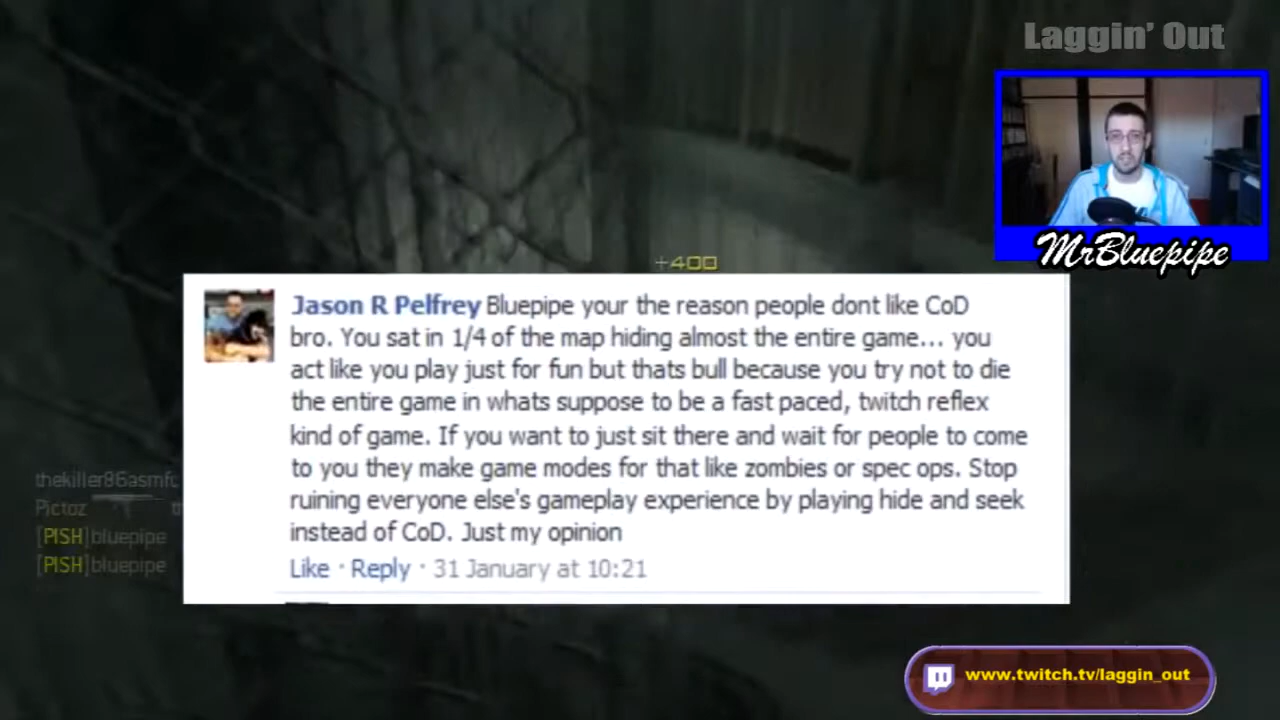 Laggin' Out
MrBluepipe
+400
Jason R Pelfrey Bluepipe your the reason people dont like CoD
bro. You sat in 1/4 of the map hiding almost the entire game... you
act like you play just for fun but thats bull because you try not to die
the entire game in whats suppose to be a fast paced, twitch reflex
kind of game. If you want to just sit there and wait for people to come
to you they make game modes for that like zombies or spec ops. Stop
ruining everyone else's gameplay experience by playing hide and seek
instead of CoD. Just my opinion
Like · Reply · 31 January at 10:21
Pictoz
[PISH]bluepipe
[PISH]bluepipe
www.twitch.tv/laggin_out